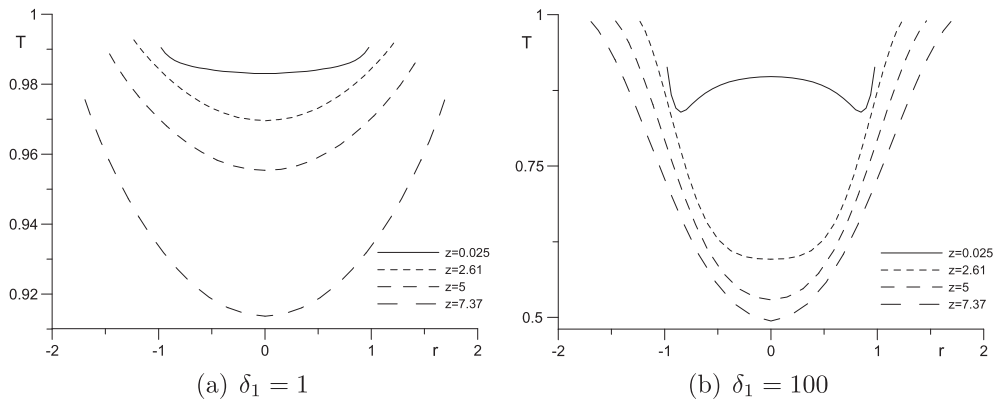 1
T
0.98
0.96
0.94
0.92
z=0.025
z=2.61
z=5
z=7.37
-2 -1 0 1 r 2
(a) δ₁ = 1
1
T
0.75
0.5
z=0.025
z=2.61
z=5
z=7.37
-2 -1 0 1 r 2
(b) δ₁ = 100